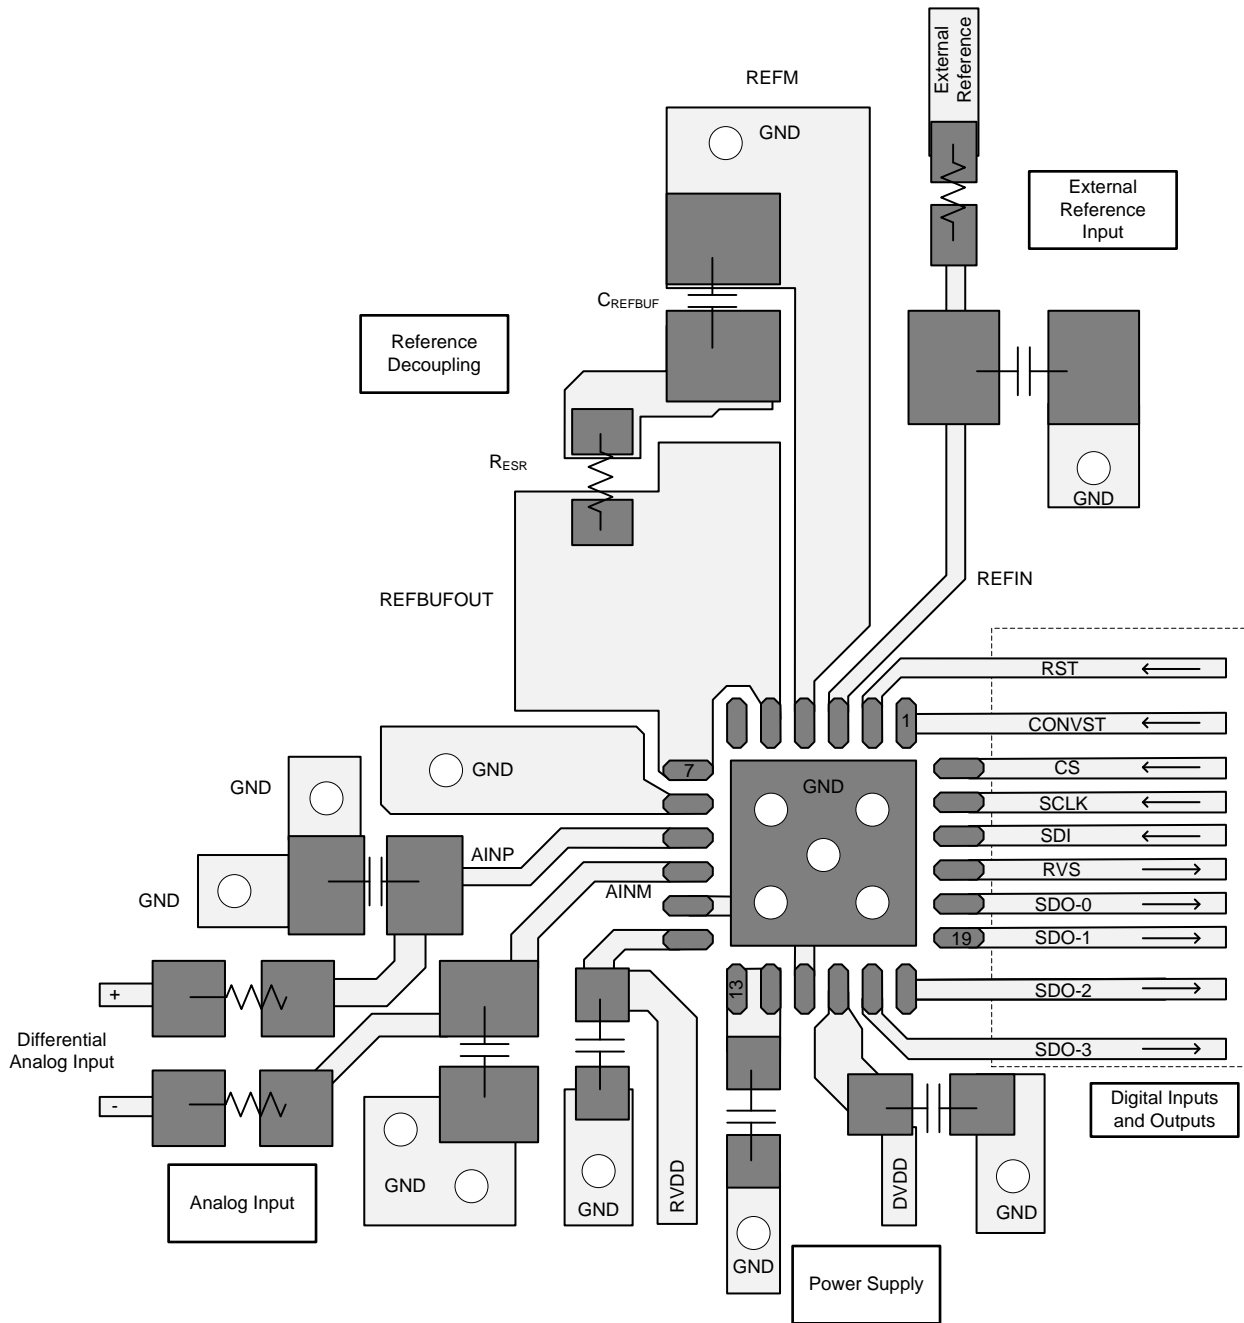 External
Reference
REFM
GND
External
Reference
Input
CREFBUF
Reference
Decoupling
RESR
GND
REFIN
REFBUFOUT
RST
1
CONVST
7
GND
CS
GND
GND
SCLK
SDI
AINP
RVS
GND
AINM
SDO-0
19
SDO-1
13
SDO-2
+
Differential
Analog Input
SDO-3
-
Digital Inputs
and Outputs
RVDD
DVDD
GND
Analog Input
GND
GND
GND
Power Supply